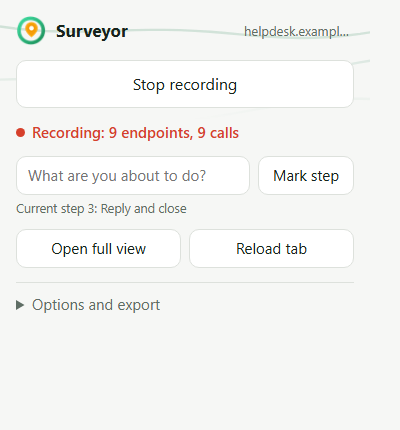 Surveyor
helpdesk.exampl...
Stop recording
Recording: 9 endpoints, 9 calls
What are you about to do?
Mark step
Current step 3: Reply and close
Open full view
Reload tab
Options and export